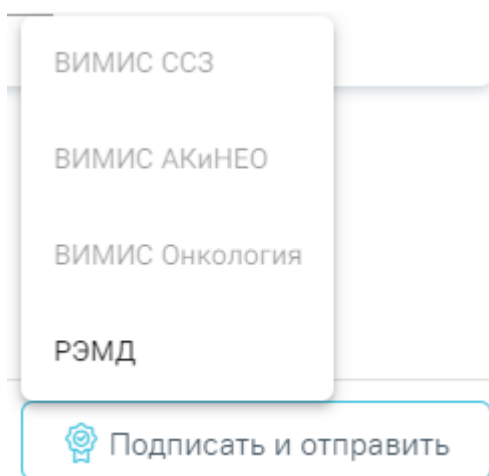 ВИМИС ССЗ
ВИМИС АКиНЕО
ВИМИС Онкология
РЭМД
Подписать и отправить